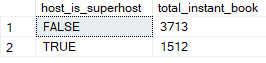 host_is_superhost total_instant_book
1 FALSE 3713
2 TRUE 1512